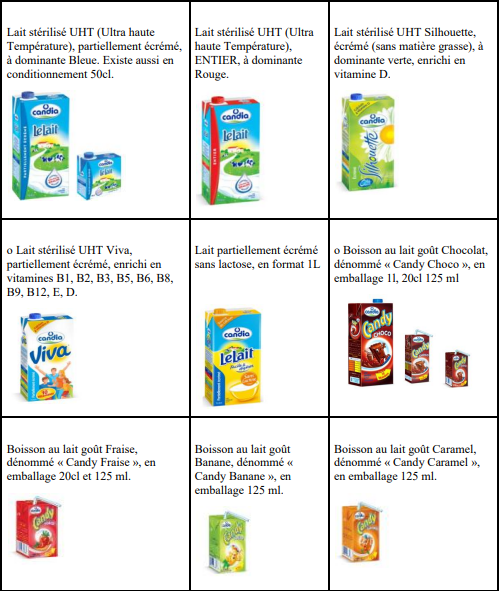 Lait stérilisé UHT (Ultra haute
Température), partiellement écrémé,
à dominante Bleue. Existe aussi en
conditionnement 50cl.
candia
LeLait
PARTIELLEMENT ÉCRÉMÉ
Lait stérilisé UHT (Ultra
haute Température),
ENTIER, à dominante
Rouge.
candia
LeLait
ENTIER
Lait stérilisé UHT Silhouette,
écrémé (sans matière grasse), à
dominante verte, enrichi en
vitamine D.
candia
Silhouette
o Lait stérilisé UHT Viva,
partiellement écrémé, enrichi en
vitamines B1, B2, B3, B5, B6, B8,
B9, B12, E, D.
candia
Viva
Lait partiellement écrémé
sans lactose, en format 1L
candia
LeLait
o Boisson au lait goût Chocolat,
dénommé « Candy Choco », en
emballage 1l, 20cl 125 ml
Candy
CHOCO
Candy
Candy
Boisson au lait goût Fraise,
dénommé « Candy Fraise », en
emballage 20cl et 125 ml.
Candy
Boisson au lait goût
Banane, dénommé «
Candy Banane », en
emballage 125 ml.
Candy
Boisson au lait goût Caramel,
dénommé « Candy Caramel »,
en emballage 125 ml.
Candy